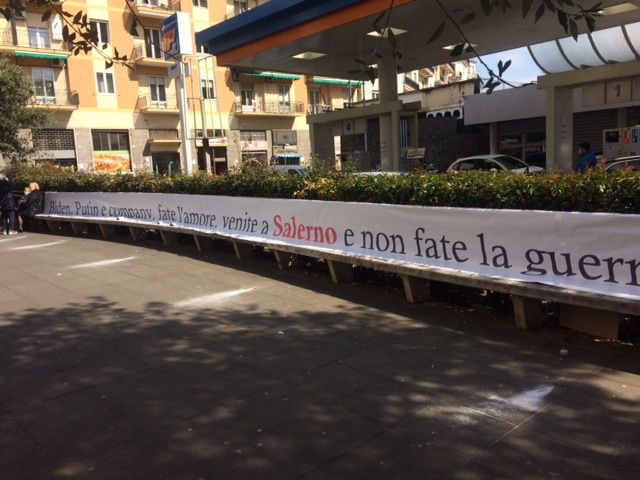 Biden, Putin e company, fate l'amore, venite a Salerno e non fate la guerr